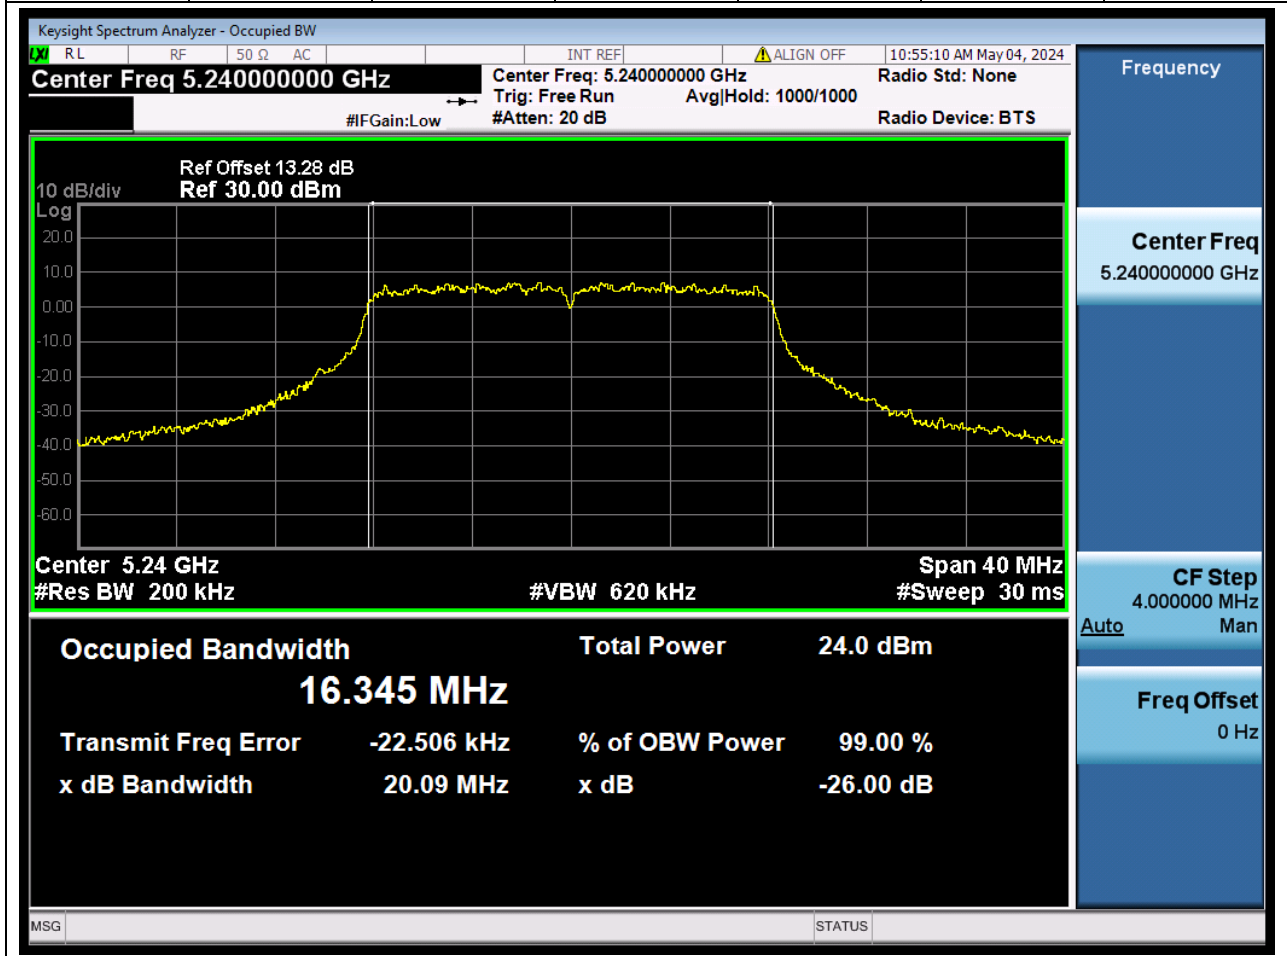 Keysight Spectrum Analyzer - Occupied BW
LXI RL RF 50 Ω AC INT REF ALIGN OFF 10:55:10 AM May 04, 2024
Center Freq 5.240000000 GHz
Center Freq: 5.240000000 GHz
Radio Std: None
Trig: Free Run Avg|Hold: 1000/1000
#IFGain:Low
#Atten: 20 dB
Radio Device: BTS
Ref Offset 13.28 dB
10 dB/div Ref 30.00 dBm
Log
20.0
10.0
0.00
-10.0
-20.0
-30.0
-40.0
-50.0
-60.0
Center 5.24 GHz Span 40 MHz
#Res BW 200 kHz #VBW 620 kHz #Sweep 30 ms
Occupied Bandwidth Total Power 24.0 dBm
16.345 MHz
Transmit Freq Error -22.506 kHz % of OBW Power 99.00 %
x dB Bandwidth 20.09 MHz x dB -26.00 dB
Frequency
Center Freq
5.240000000 GHz
CF Step
4.000000 MHz
Auto Man
Freq Offset
0 Hz
MSG STATUS